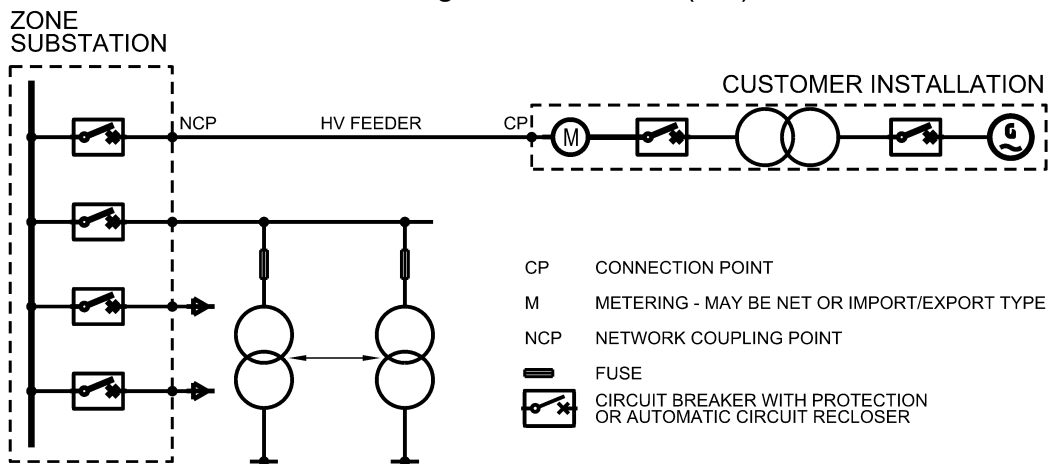 ZONE
SUBSTATION
CUSTOMER INSTALLATION
NCP
HV FEEDER
CP
M
G
CP CONNECTION POINT
M METERING - MAY BE NET OR IMPORT/EXPORT TYPE
NCP NETWORK COUPLING POINT
FUSE
CIRCUIT BREAKER WITH PROTECTION
OR AUTOMATIC CIRCUIT RECLOSER